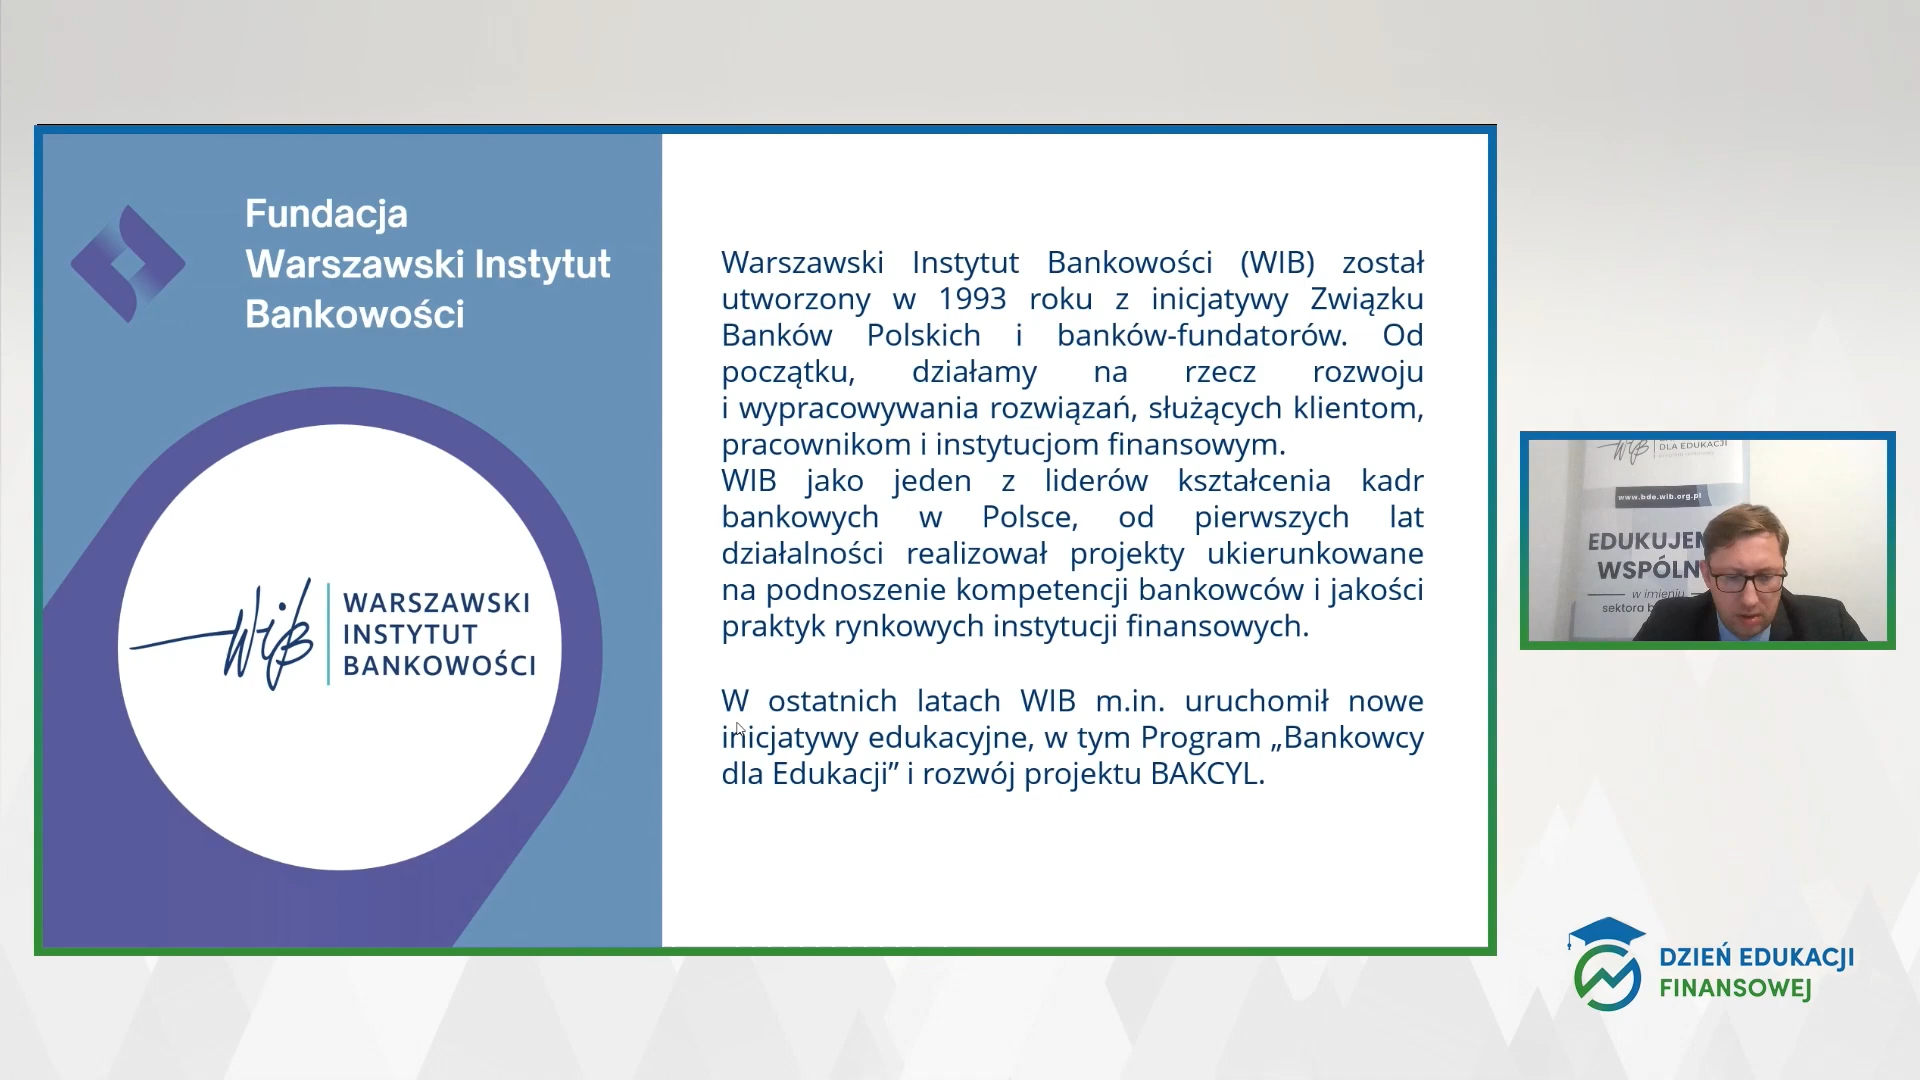 Fundacja
Warszawski Instytut
Bankowości
WIB
WARSZAWSKI
INSTYTUT
BANKOWOŚCI
Warszawski Instytut Bankowości (WIB) został
utworzony w 1993 roku z inicjatywy Związku
Banków Polskich i banków-fundatorów. Od
początku, działamy na rzecz rozwoju
i wypracowywania rozwiązań, służących klientom,
pracownikom i instytucjom finansowym.
WIB jako jeden z liderów kształcenia kadr
bankowych w Polsce, od pierwszych lat
działalności realizował projekty ukierunkowane
na podnoszenie kompetencji bankowców i jakości
praktyk rynkowych instytucji finansowych.
W ostatnich latach WIB m.in. uruchomił nowe
inicjatywy edukacyjne, w tym Program „Bankowcy
dla Edukacji” i rozwój projektu BAKCYL.
WIB
DLA EDUKACJI
www.bde.wib.org.pl
EDUKUJEM
WSPÓLN
w imieniu
sektora b
DZIEŃ EDUKACJI
FINANSOWEJ